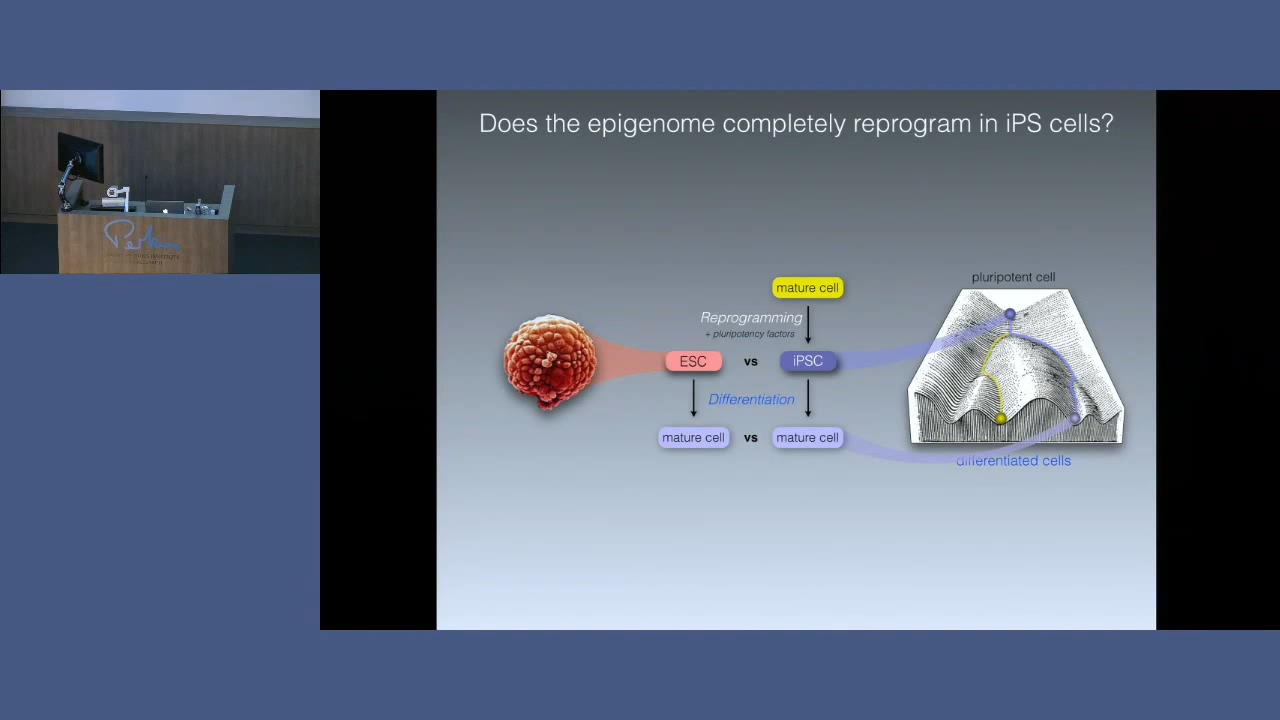 Does the epigenome completely reprogram in iPS cells?
pluripotent cell
mature cell
Reprogramming
+ pluripotency factors
ESC
vs
iPSC
Differentiation
mature cell
vs
mature cell
differentiated cells
Perkins